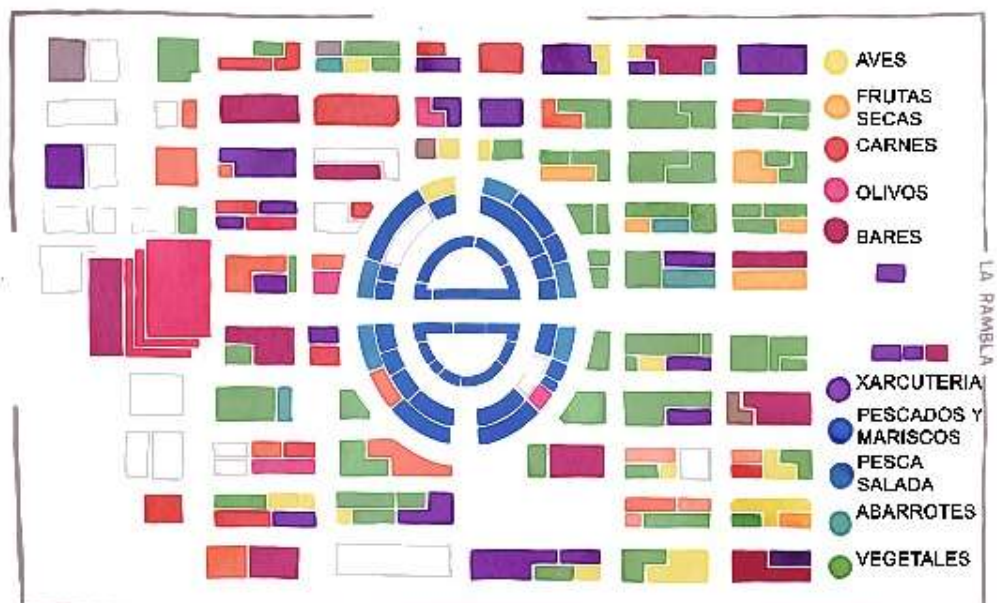 AVES
FRUTAS
SECAS
CARNES
OLIVOS
BARES
LA RAMBLA
XARCUTERIA
PESCADOS Y
MARISCOS
PESCA
SALADA
ABARROTES
VEGETALES